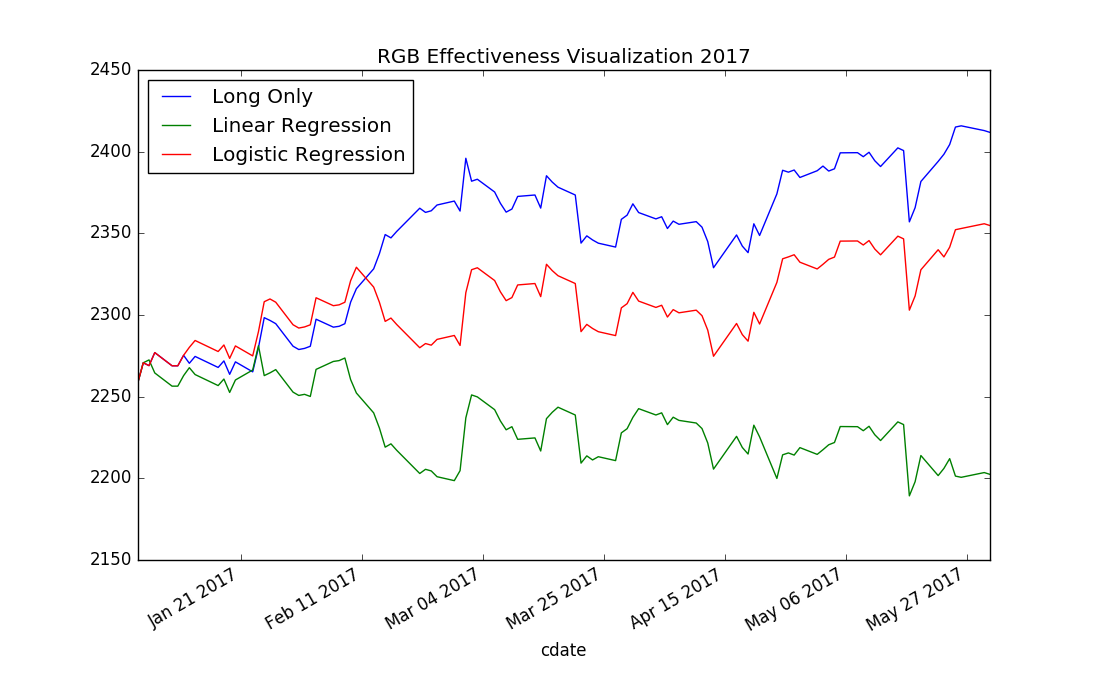 RGB Effectiveness Visualization 2017
2450
2400
2350
2300
2250
2200
2150
Long Only
Linear Regression
Logistic Regression
Jan 21 2017
Feb 11 2017
Mar 04 2017
Mar 25 2017
Apr 15 2017
May 06 2017
May 27 2017
cdate